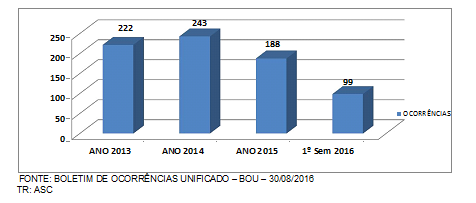 243
222
188
99
250
200
150
100
50
0
ANO 2013 ANO 2014 ANO 2015 1º Sem 2016
OCORRÊNCIAS
FONTE: BOLETIM DE OCORRÊNCIAS UNIFICADO – BOU – 30/08/2016
TR: ASC